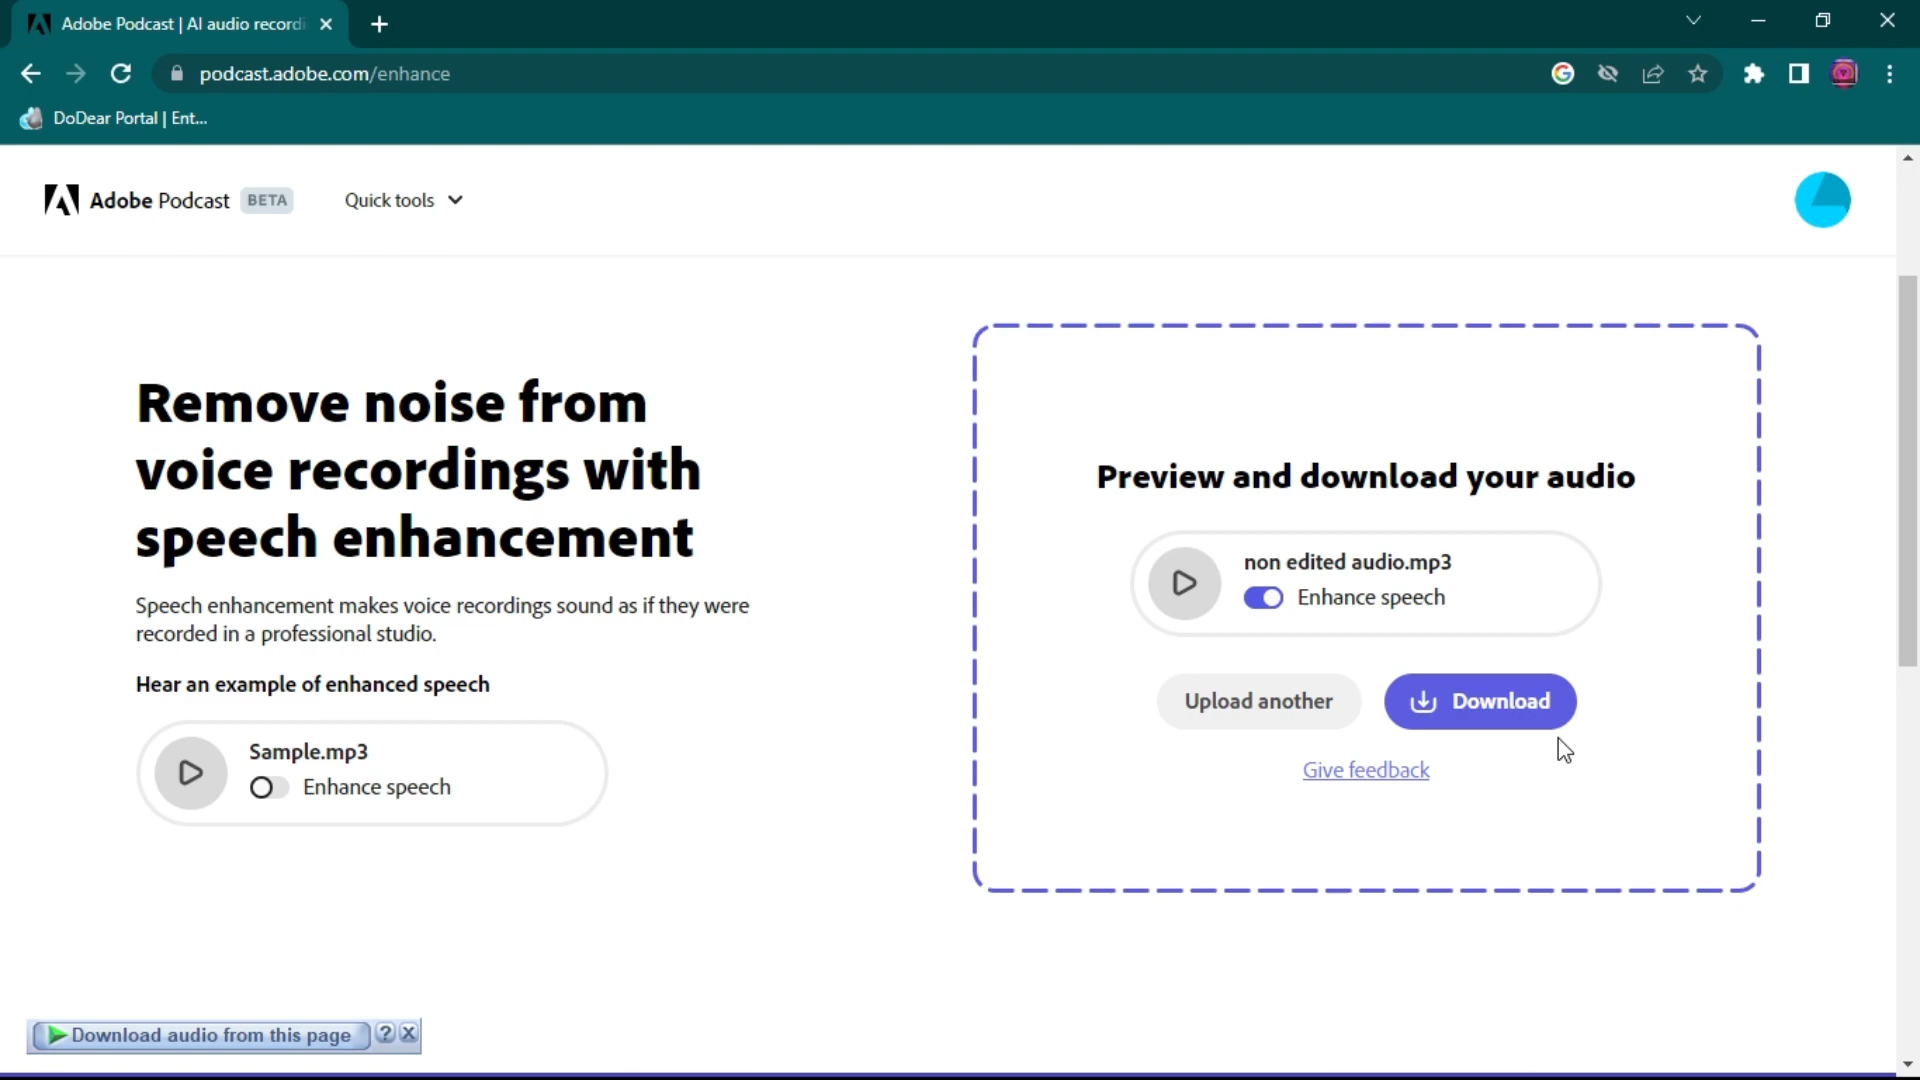 Adobe Podcast | AI audio recordi
podcast.adobe.com/enhance
DoDear Portal | Ent...
Adobe Podcast BETA
Quick tools
Remove noise from
voice recordings with
speech enhancement
Speech enhancement makes voice recordings sound as if they were
recorded in a professional studio.
Hear an example of enhanced speech
Sample.mp3
Enhance speech
Preview and download your audio
non edited audio.mp3
Enhance speech
Upload another
Download
Give feedback
Download audio from this page ?